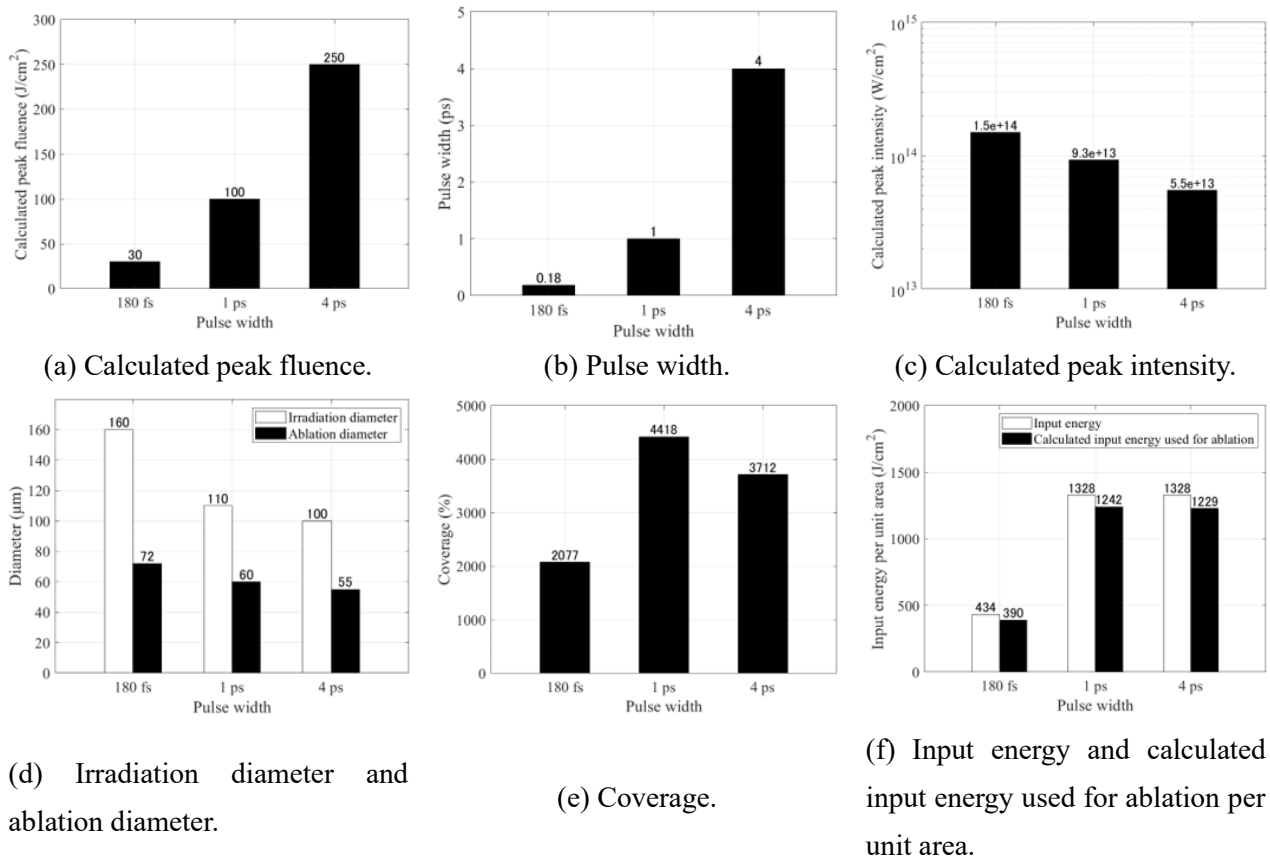 300
250
200
150
100
50
0
30
100
250
Calculated peak fluence (J/cm²)
180 fs
1 ps
4 ps
Pulse width
(a) Calculated peak fluence.
5
4
3
2
1
0
0.18
1
4
Pulse width (ps)
180 fs
1 ps
4 ps
Pulse width
(b) Pulse width.
10¹⁵
10¹⁴
10¹³
1.5e+14
9.3e+13
5.5e+13
Calculated peak intensity (W/cm²)
180 fs
1 ps
4 ps
Pulse width
(c) Calculated peak intensity.
160
140
120
100
80
60
40
20
0
Irradiation diameter
Ablation diameter
160
72
110
60
100
55
Diameter (μm)
180 fs
1 ps
4 ps
Pulse width
(d) Irradiation diameter and
ablation diameter.
5000
4000
3000
2000
1000
0
2077
4418
3712
Coverage (%)
180 fs
1 ps
4 ps
Pulse width
(e) Coverage.
2000
1500
1000
500
0
Input energy
Calculated input energy used for ablation
434
390
1328
1242
1328
1229
Input energy per unit area (J/cm²)
180 fs
1 ps
4 ps
Pulse width
(f) Input energy and calculated
input energy used for ablation per
unit area.